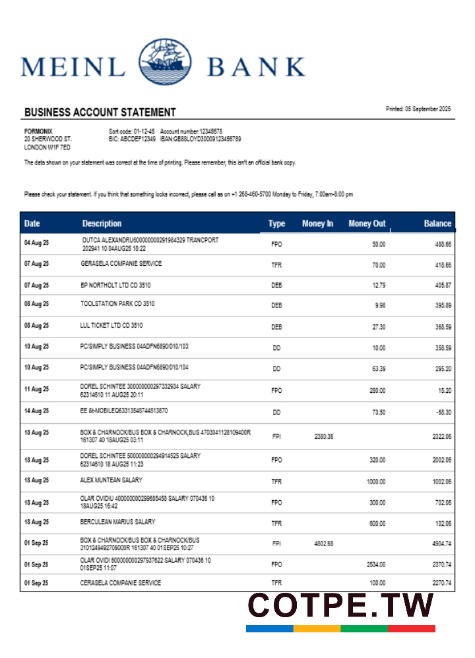 MEINL BANK
BUSINESS ACCOUNT STATEMENT
Printed: 05 September 2025
FORMONIX
Sort code: 01-12-45 Account number:12345678
20 SHERWOOD ST.
BIC: ABCDEF12349 IBAN:GB88LOYD30009123456789
LONDON W1F 7ED
The data shown on your statement was correct at the time of printing. Please remember, this isn't an official bank copy.
Please check your statement. If you think that something looks incorrect, please call as on +1 268-460-5700 Monday to Friday, 7:00am-8:00 pm
Date Description Type Money In Money Out Balance
04 Aug 25 DUTCA ALEXANDRU600000000291984329 TRANCPORT FPO 50.00 488.66
202941 10 04AUG25 18:22
07 Aug 25 GERASELA COMPANIE SERVICE TFR 70.00 418.66
07 Aug 25 BP NORTHOLT LTD CD 3510 DEB 12.79 405.87
08 Aug 25 TOOLSTATION PARK CD 3510 DEB 9.98 395.89
08 Aug 25 LUL TICKET LTD CD 3510 DEB 27.30 368.59
10 Aug 25 PC/SIMPLY BUSINESS 04ADFN6890/010/103 DD 10.00 358.59
10 Aug 25 PC/SIMPLY BUSINESS 04ADFN6890/010/104 DD 63.39 295.20
11 Aug 25 DOREL SCHINTEE 300000000297332934 SALARY FPO 280.00 15.20
62314610 11 AUG25 20:11
14 Aug 25 EE &t-MOBILEQ63313548744513870 DD 73.50 -58.30
18 Aug 25 BOX & CHARNOCK/BUS BOX & CHARNOCK,BUS 4703041128109400R FPI 2380.36 2322.06
161307 40 18AUG25 03:11
18 Aug 25 DOREL SCHINTEE 500000000294914525 SALARY FPO 320.00 2002.06
62314610 18 AUG25 11:23
18 Aug 25 ALEX MUNTEAN SALARY TFR 1000.00 1002.06
18 Aug 25 OLAR OVIDIU 400000000299685458 SALARY 070436 10 FPO 300.00 702.06
18AUG25 16:42
18 Aug 25 BERCULEAN MARIUS SALARY TFR 600.00 102.06
01 Sep 25 BOX & CHARNOCK/BUS BOX & CHARNOCK/BUS FPI 4802.68 4904.74
3101249492709000R 161307 40 01SEP25 10:27
01 Sep 25 OLAR OVIDI 600000000297937622 SALARY 070436 10 FPO 2534.00 2370.74
01SEP25 11:07
01 Sep 25 CERASELA COMPANIE SERVICE TFR 100.00 2270.74
COTPE.TW